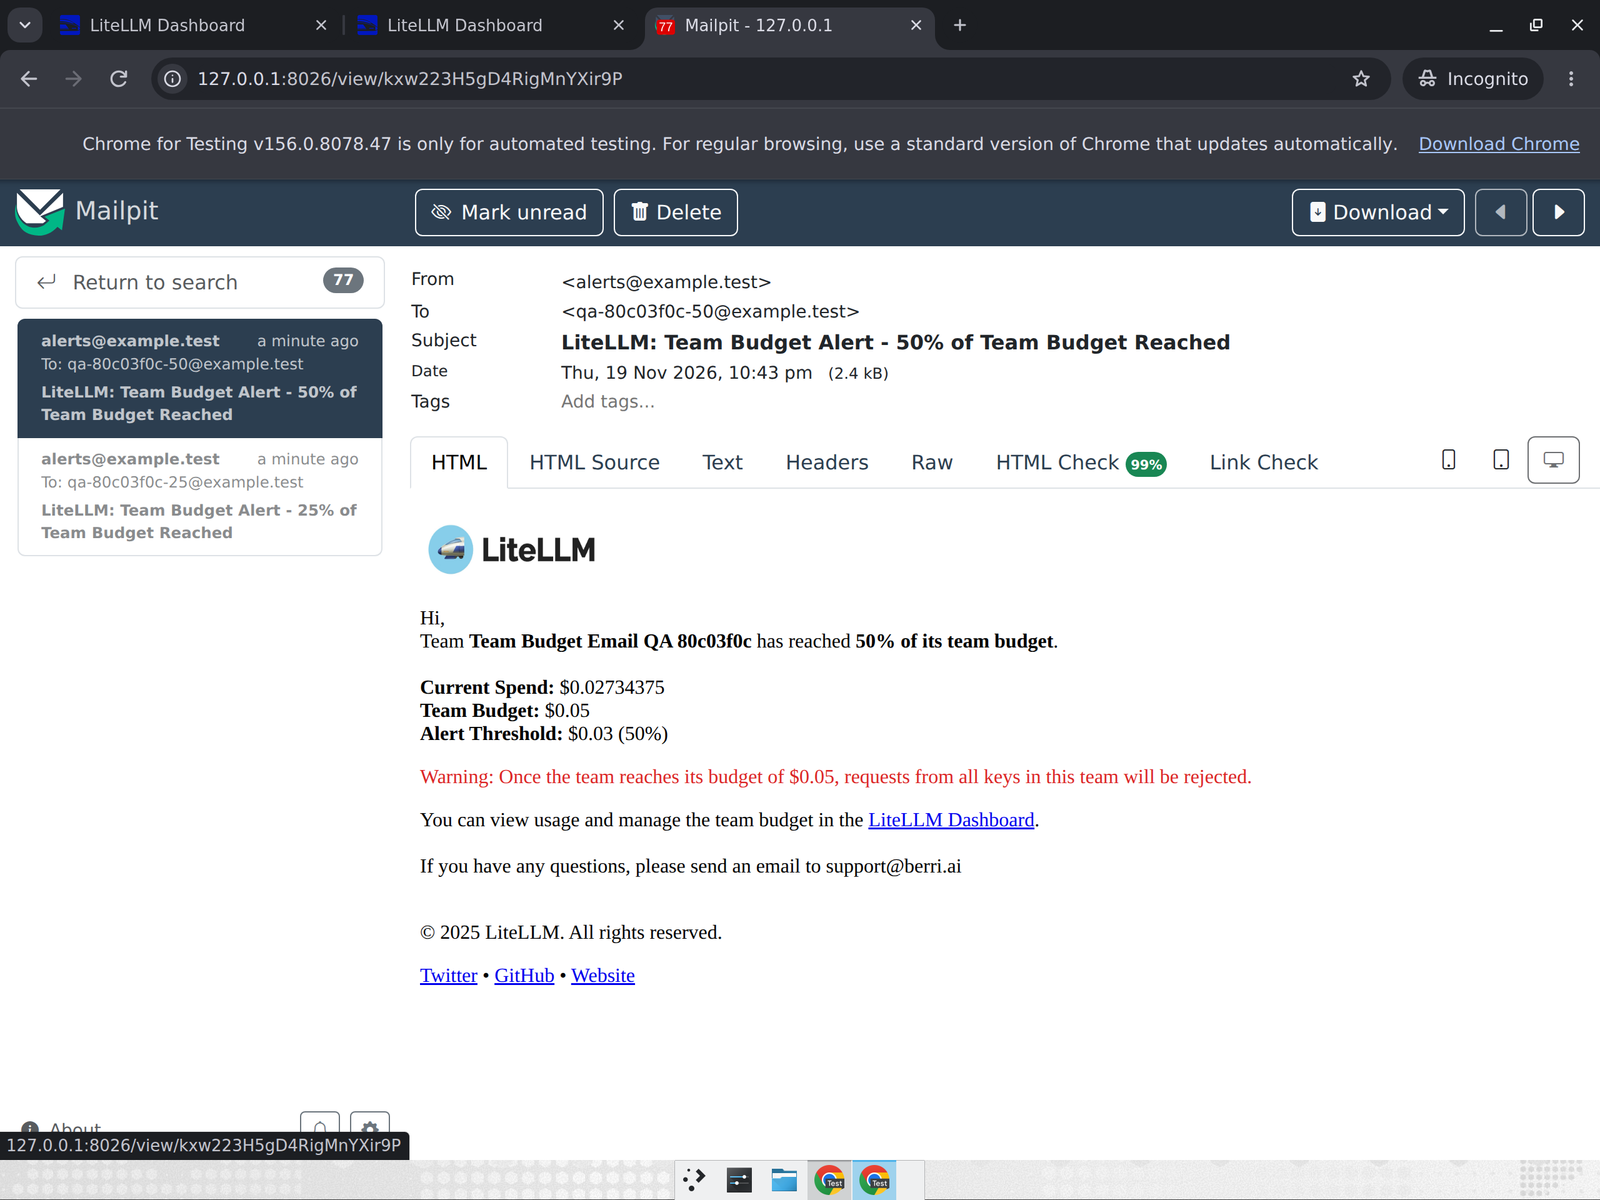 LiteLLM Dashboard
LiteLLM Dashboard
77 Mailpit - 127.0.0.1
127.0.0.1:8026/view/kxw223H5gD4RigMnYXir9P
Incognito
Chrome for Testing v156.0.8078.47 is only for automated testing. For regular browsing, use a standard version of Chrome that updates automatically. Download Chrome
Mailpit
Mark unread
Delete
Download
Return to search 77
alerts@example.test a minute ago
To: qa-80c03f0c-50@example.test
LiteLLM: Team Budget Alert - 50% of
Team Budget Reached
alerts@example.test a minute ago
To: qa-80c03f0c-25@example.test
LiteLLM: Team Budget Alert - 25% of
Team Budget Reached
From <alerts@example.test>
To <qa-80c03f0c-50@example.test>
Subject LiteLLM: Team Budget Alert - 50% of Team Budget Reached
Date Thu, 19 Nov 2026, 10:43 pm (2.4 kB)
Tags Add tags...
HTML HTML Source Text Headers Raw HTML Check 99% Link Check
LiteLLM
Hi,
Team Team Budget Email QA 80c03f0c has reached 50% of its team budget.
Current Spend: $0.02734375
Team Budget: $0.05
Alert Threshold: $0.03 (50%)
Warning: Once the team reaches its budget of $0.05, requests from all keys in this team will be rejected.
You can view usage and manage the team budget in the LiteLLM Dashboard.
If you have any questions, please send an email to support@berri.ai
© 2025 LiteLLM. All rights reserved.
Twitter • GitHub • Website
About
127.0.0.1:8026/view/kxw223H5gD4RigMnYXir9P
Test
Test